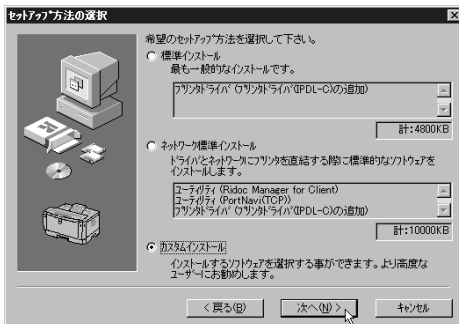 セットアップ方法の選択
希望のセットアップ方法を選択して下さい。
標準インストール
最も一般的なインストールです。
プリンタドライバ (プリンタドライバ(RPDL-C)の追加)
計:4800KB
ネットワーク標準インストール
ドライバとネットワークにプリンタを直結する際に標準的なソフトウェアを
インストールします。
ユーティリティ (Ridoc Manager for Client)
ユーティリティ (PortNavi(TCP))
プリンタドライバ (プリンタドライバ(RPDL-C)の追加)
計:10000KB
カスタムインストール
インストールするソフトウェアを選択する事ができます。より高度な
ユーザーにお勧めします。
< 戻る(B)
次へ(N) >
キャンセル